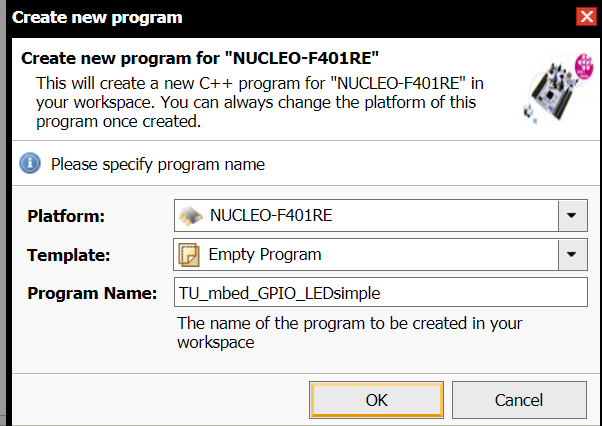 Create new program
Create new program for "NUCLEO-F401RE"
This will create a new C++ program for "NUCLEO-F401RE" in
your workspace. You can always change the platform of this
program once created.
Please specify program name
Platform: NUCLEO-F401RE
Template: Empty Program
Program Name: TU_mbed_GPIO_LEDsimple
The name of the program to be created in your
workspace
OK Cancel